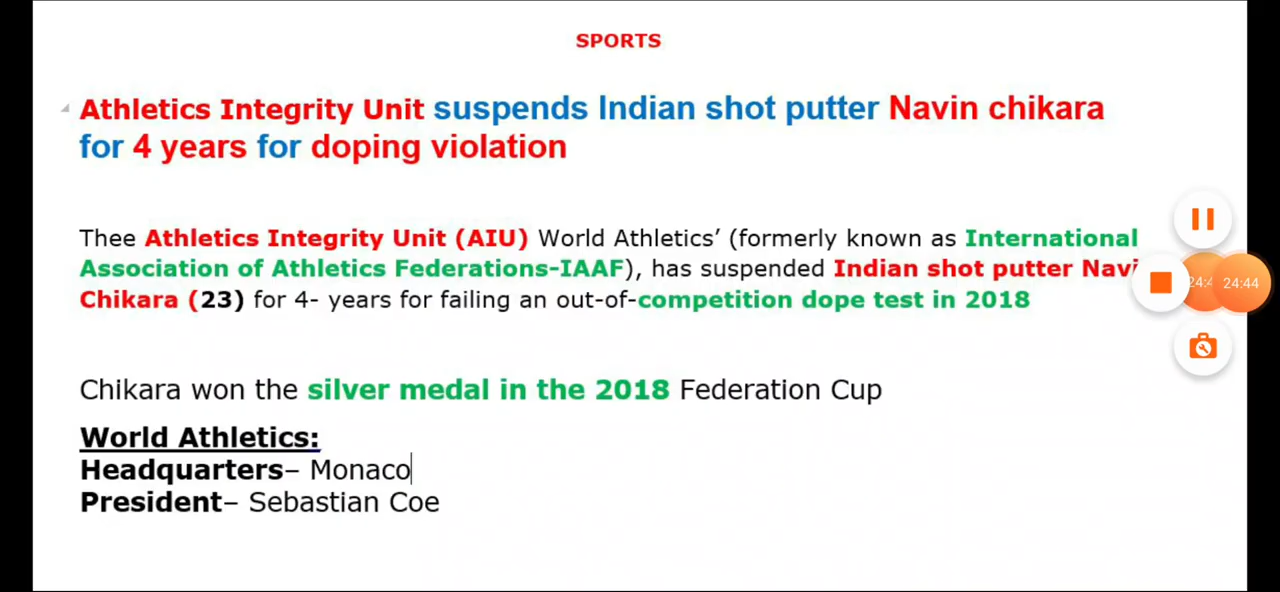 SPORTS
Athletics Integrity Unit suspends Indian shot putter Navin chikara
for 4 years for doping violation
Thee Athletics Integrity Unit (AIU) World Athletics’ (formerly known as International
Association of Athletics Federations-IAAF), has suspended Indian shot putter Navi
Chikara (23) for 4- years for failing an out-of-competition dope test in 2018
24:4
24:44
Chikara won the silver medal in the 2018 Federation Cup
World Athletics:
Headquarters– Monaco
President– Sebastian Coe